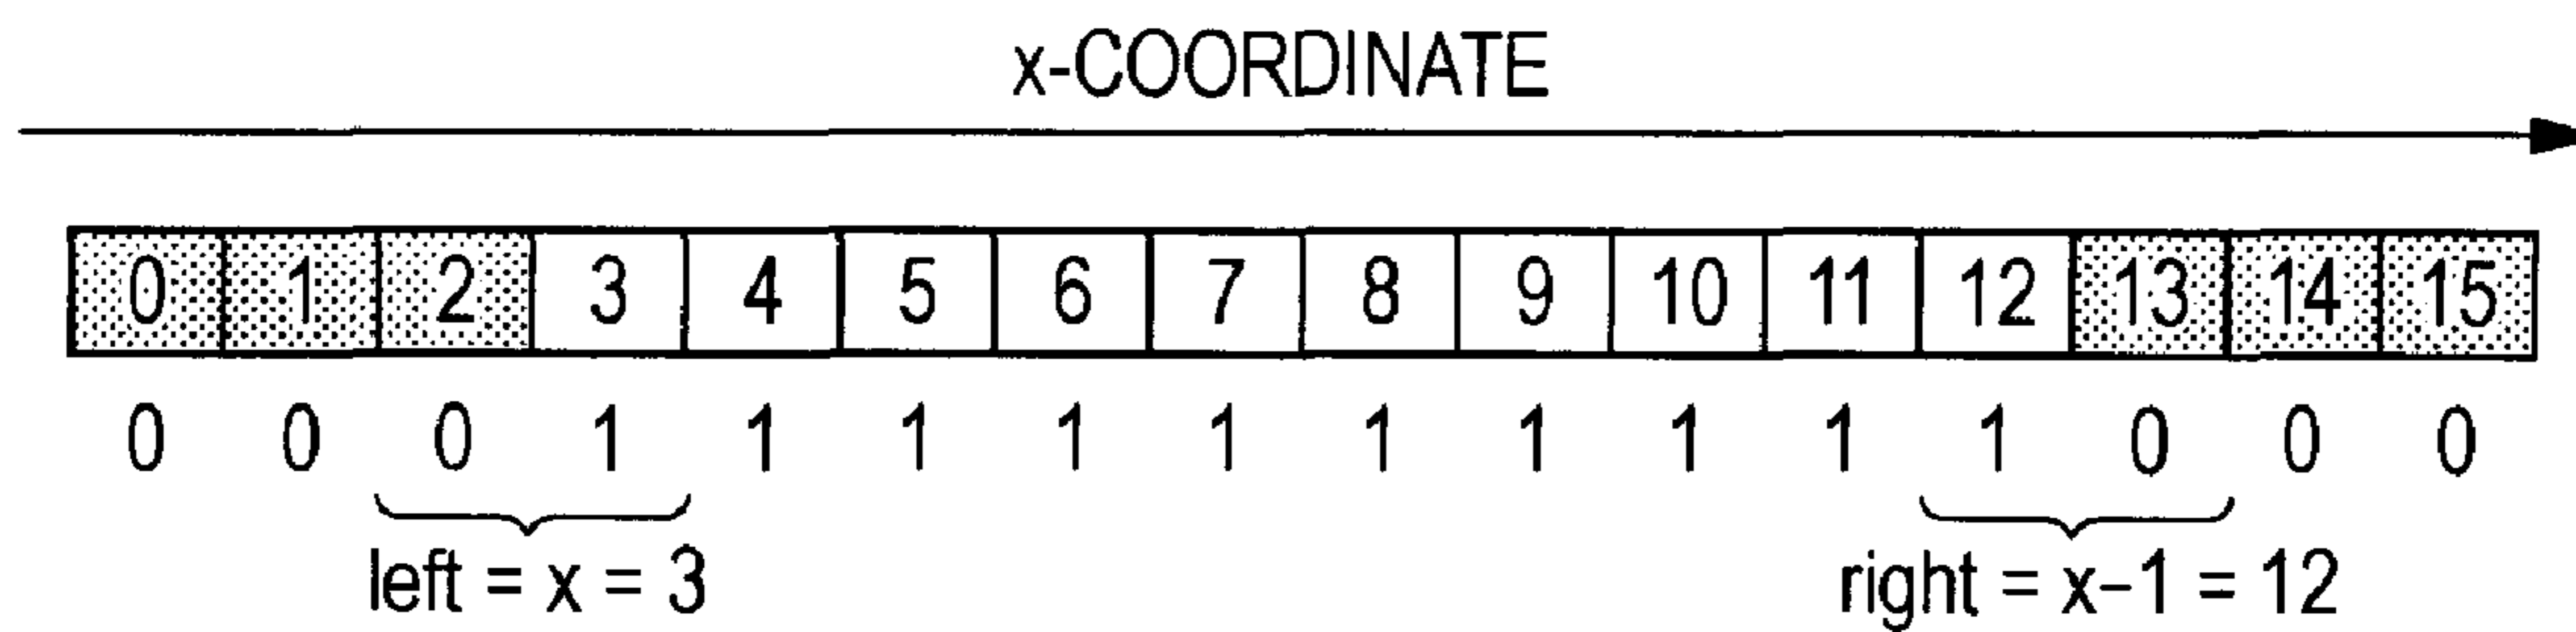 x-COORDINATE
0 1 2 3 4 5 6 7 8 9 10 11 12 13 14 15
0 0 0 1 1 1 1 1 1 1 1 1 1 0 0 0
left = x = 3 right = x-1 = 12